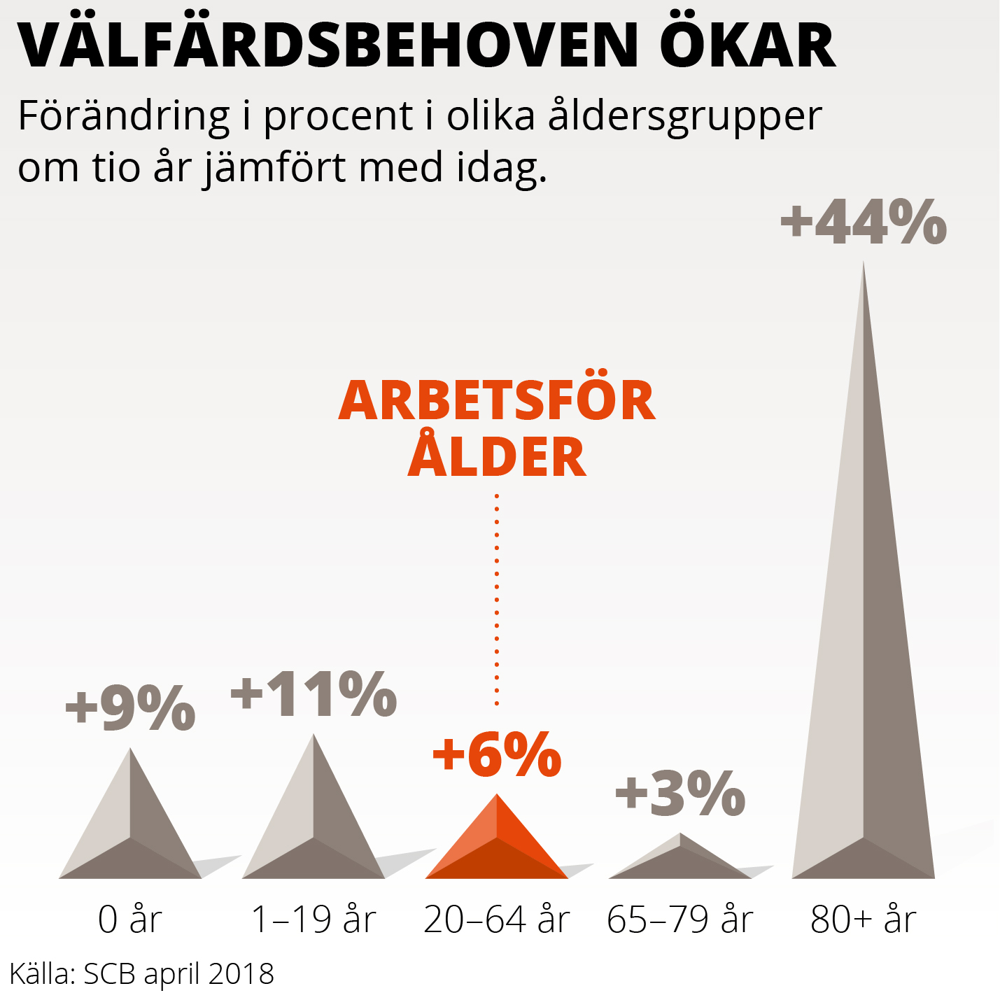 VÄLFÄRDSBEHOVEN ÖKAR
Förändring i procent i olika åldersgrupper
om tio år jämfört med idag.
+44%
ARBETSFÖR
ÅLDER
+9%
+11%
+6%
+3%
0 år
1–19 år
20–64 år
65–79 år
80+ år
Källa: SCB april 2018